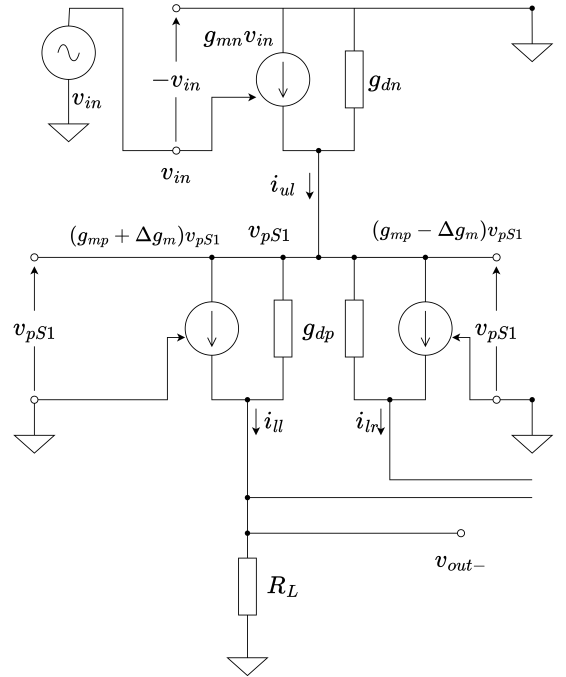 g_{mn}v_{in}
-v_{in}
g_{dn}
v_{in}
v_{in}
i_{ul}
(g_{mp} + Δg_m)v_{pS1}
v_{pS1}
(g_{mp} - Δg_m)v_{pS1}
v_{pS1}
g_{dp}
v_{pS1}
i_{ll}
i_{lr}
v_{out-}
R_L